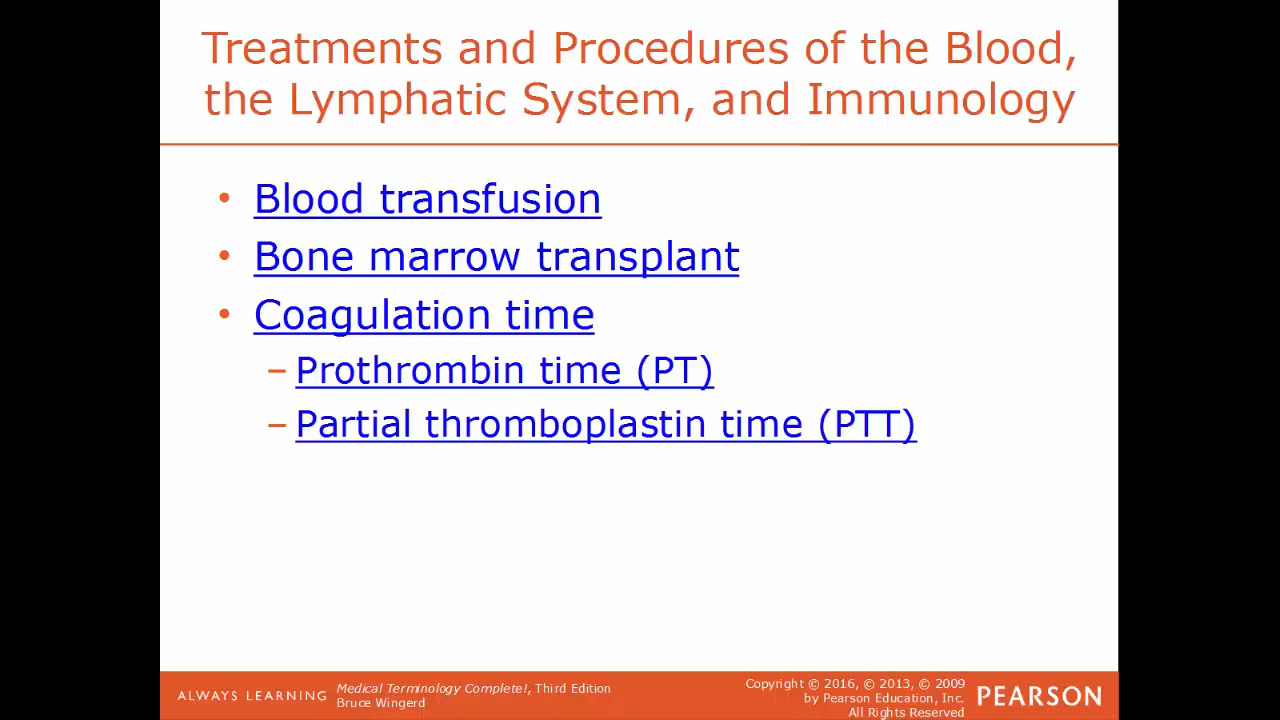 Treatments and Procedures of the Blood,
the Lymphatic System, and Immunology
• Blood transfusion
• Bone marrow transplant
• Coagulation time
– Prothrombin time (PT)
– Partial thromboplastin time (PTT)
ALWAYS LEARNING
Medical Terminology Complete!, Third Edition
Bruce Wingerd
Copyright © 2016, © 2013, © 2009
by Pearson Education, Inc.
All Rights Reserved
PEARSON